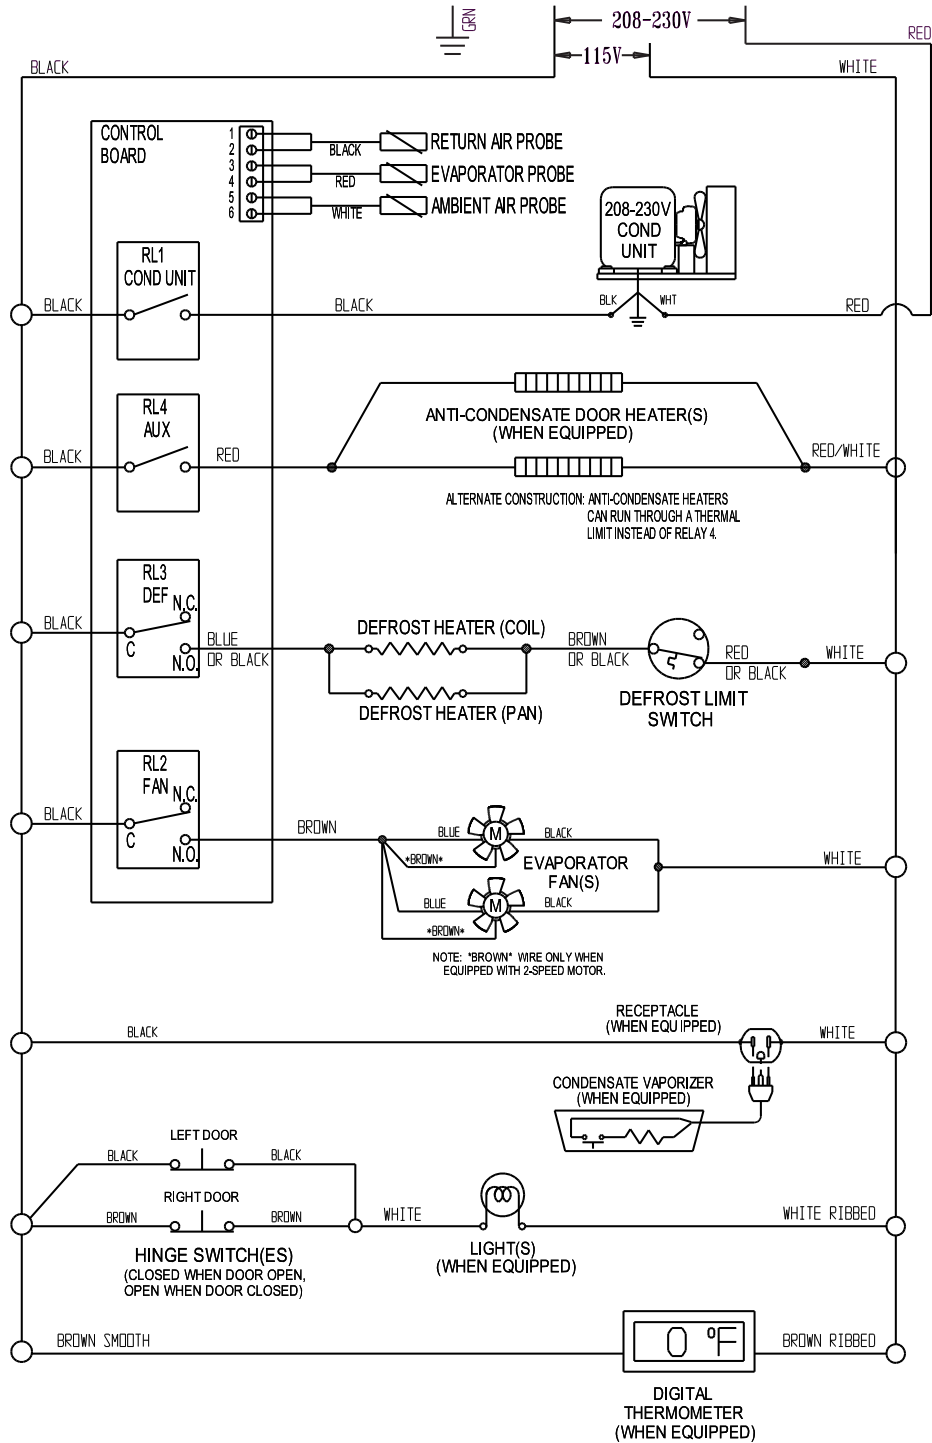 GRN
208-230V
RED
115V
BLACK
WHITE
CONTROL
BOARD
1
2
3
4
5
6
BLACK
RETURN AIR PROBE
RED
EVAPORATOR PROBE
WHITE
AMBIENT AIR PROBE
208-230V
COND
UNIT
RL1
COND UNIT
BLK
WHT
BLACK
BLACK
RED
RL4
AUX
BLACK
RED
ANTI-CONDENSATE DOOR HEATER(S)
(WHEN EQUIPPED)
RED/WHITE
ALTERNATE CONSTRUCTION: ANTI-CONDENSATE HEATERS
CAN RUN THROUGH A THERMAL
LIMIT INSTEAD OF RELAY 4.
RL3
DEF
N.C.
BLACK
C
N.O.
BLUE
OR BLACK
DEFROST HEATER (COIL)
BROWN
OR BLACK
RED
OR BLACK
WHITE
DEFROST HEATER (PAN)
DEFROST LIMIT
SWITCH
RL2
FAN
N.C.
BLACK
C
N.O.
BROWN
BLUE
M
BLACK
*BROWN*
EVAPORATOR
FAN(S)
WHITE
BLUE
M
BLACK
*BROWN*
NOTE: *BROWN* WIRE ONLY WHEN
EQUIPPED WITH 2-SPEED MOTOR.
BLACK
RECEPTACLE
(WHEN EQUIPPED)
WHITE
CONDENSATE VAPORIZER
(WHEN EQUIPPED)
LEFT DOOR
BLACK
BLACK
RIGHT DOOR
BROWN
BROWN
WHITE
WHITE RIBBED
HINGE SWITCH(ES)
(CLOSED WHEN DOOR OPEN,
OPEN WHEN DOOR CLOSED)
LIGHT(S)
(WHEN EQUIPPED)
BROWN SMOOTH
0 °F
BROWN RIBBED
DIGITAL
THERMOMETER
(WHEN EQUIPPED)